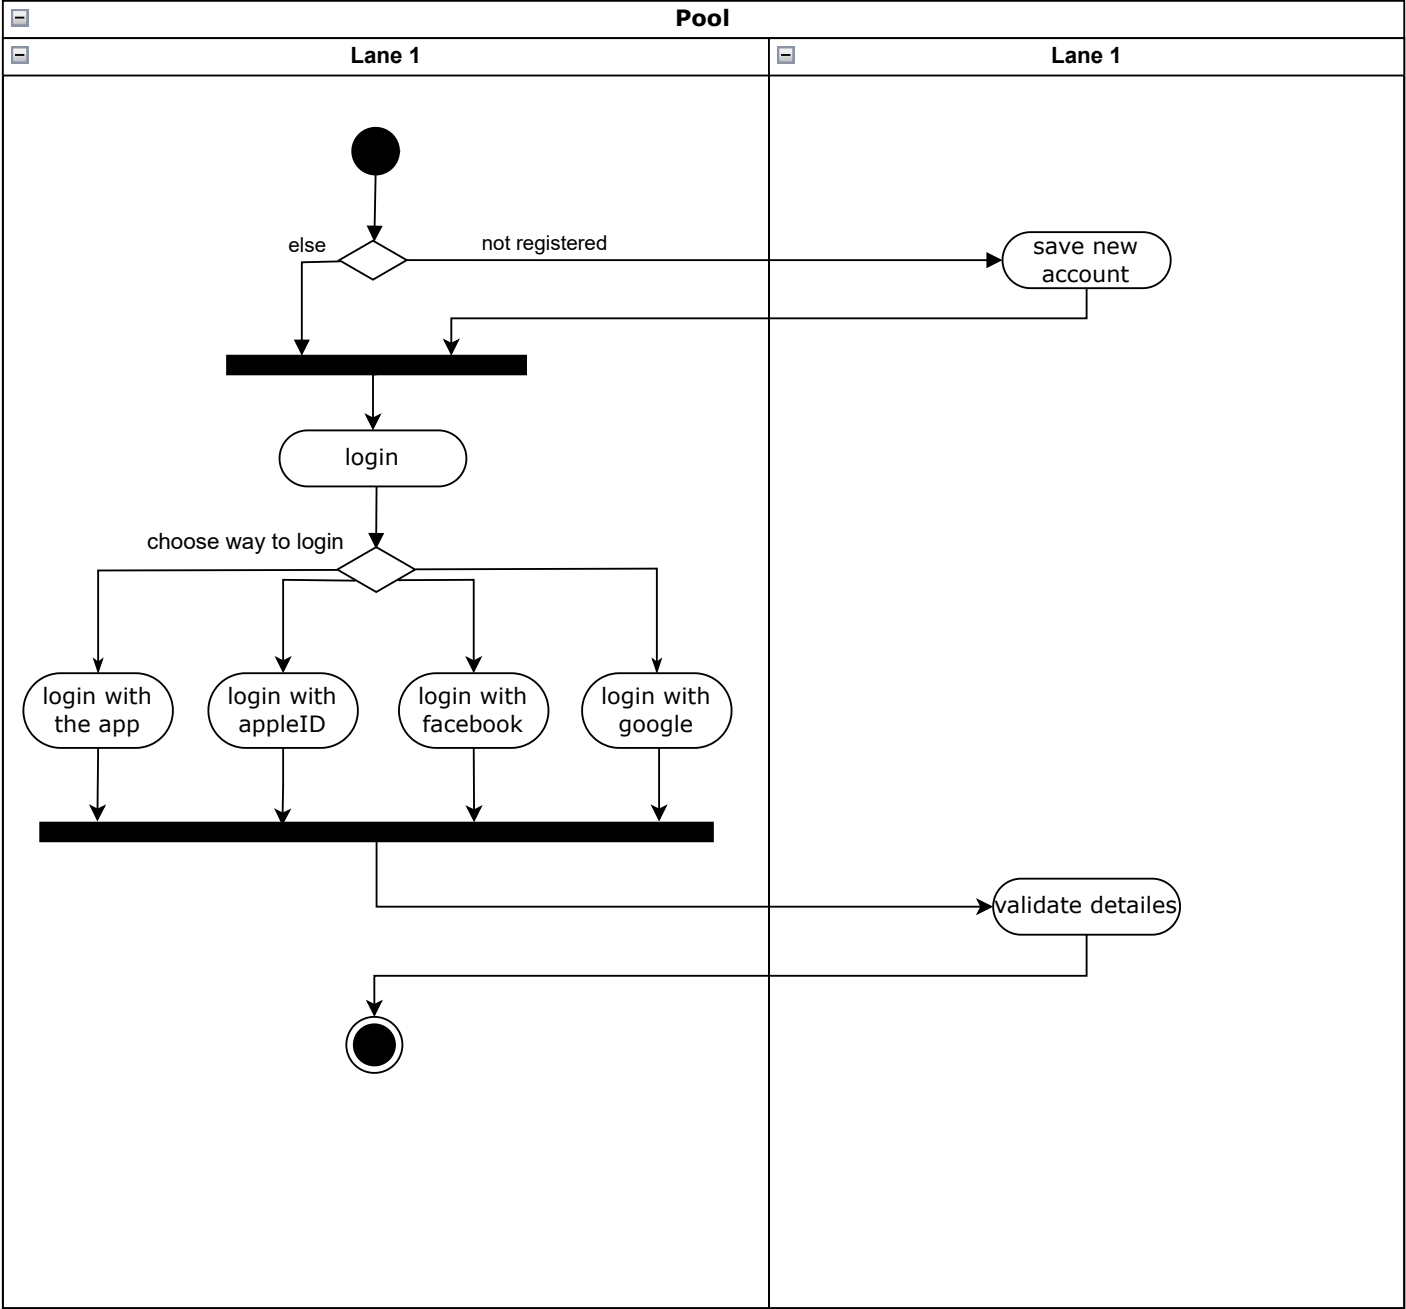 Pool
Lane 1
Lane 1
else
not registered
save new
account
login
choose way to login
login with
the app
login with
appleID
login with
facebook
login with
google
validate detailes